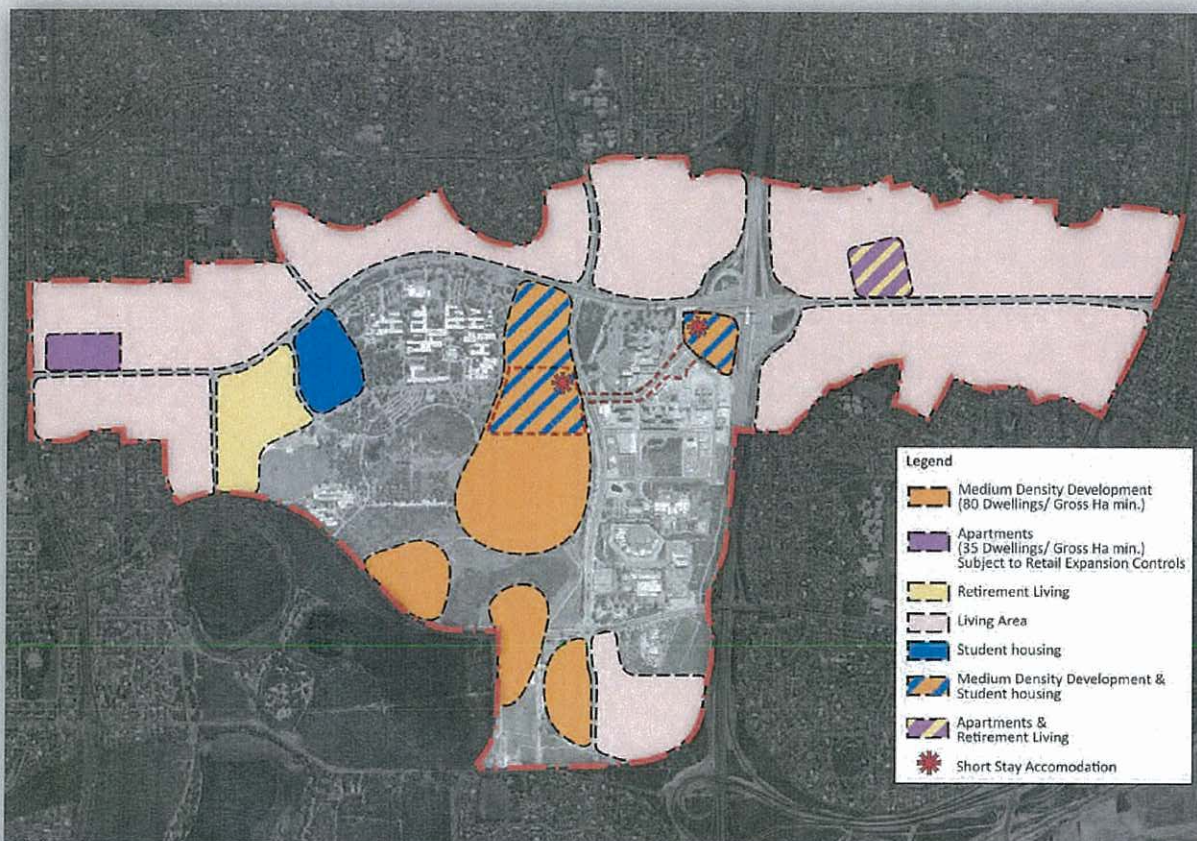 Legend
Medium Density Development
(80 Dwellings/ Gross Ha min.)
Apartments
(35 Dwellings/ Gross Ha min.)
Subject to Retail Expansion Controls
Retirement Living
Living Area
Student housing
Medium Density Development &
Student housing
Apartments &
Retirement Living
Short Stay Accomodation